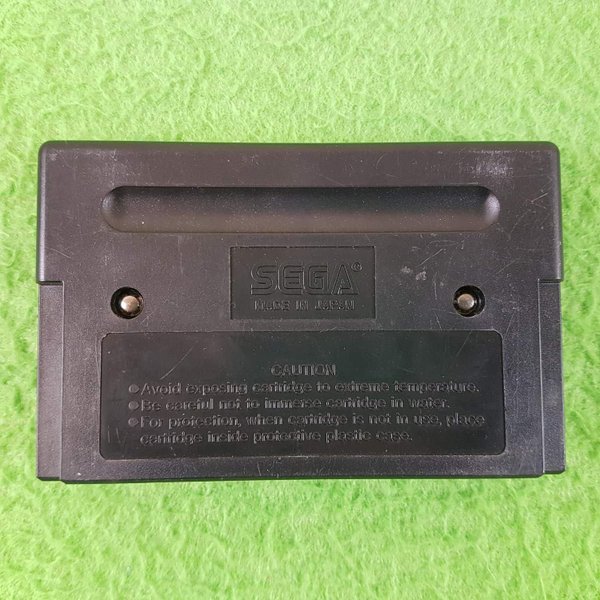 SEGA®
MADE IN JAPAN
CAUTION
●Avoid exposing cartridge to extreme temperature.
●Be careful not to immerse cartridge in water.
●For protection, when cartridge is not in use, place
cartridge inside protective plastic cage.